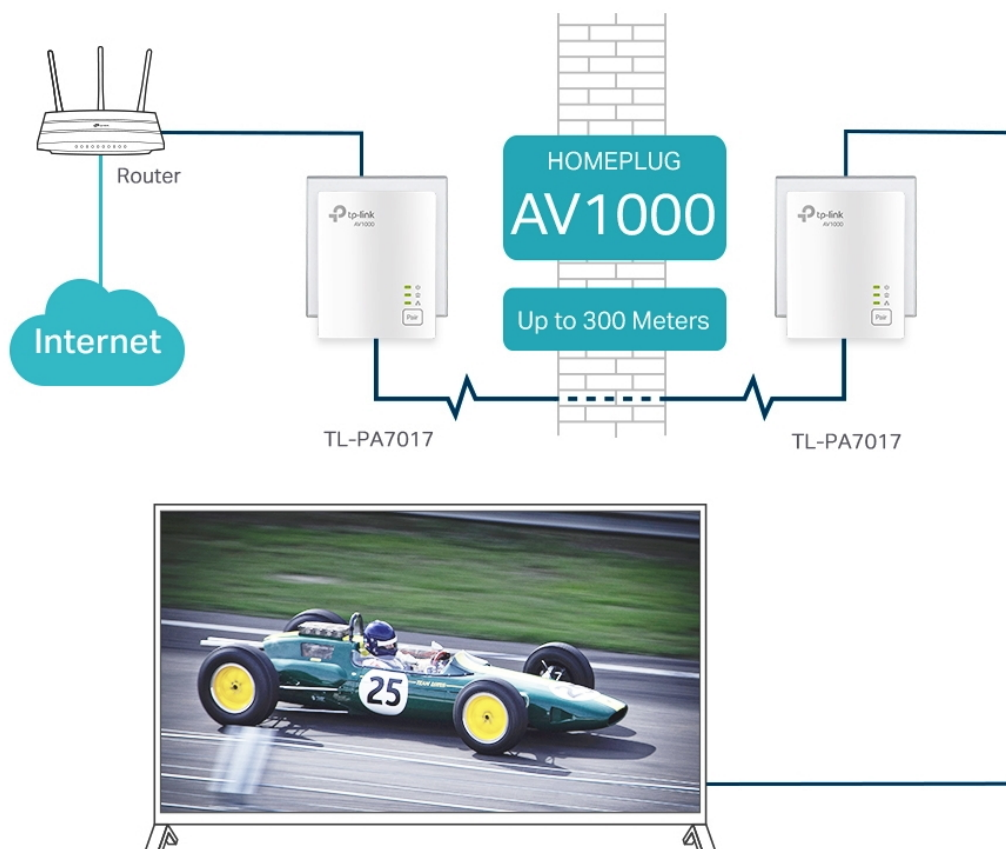 Router
Internet
tp-link
AV1000
Pair
TL-PA7017
HOMEPLUG
AV1000
Up to 300 Meters
tp-link
AV1000
Pair
TL-PA7017
25